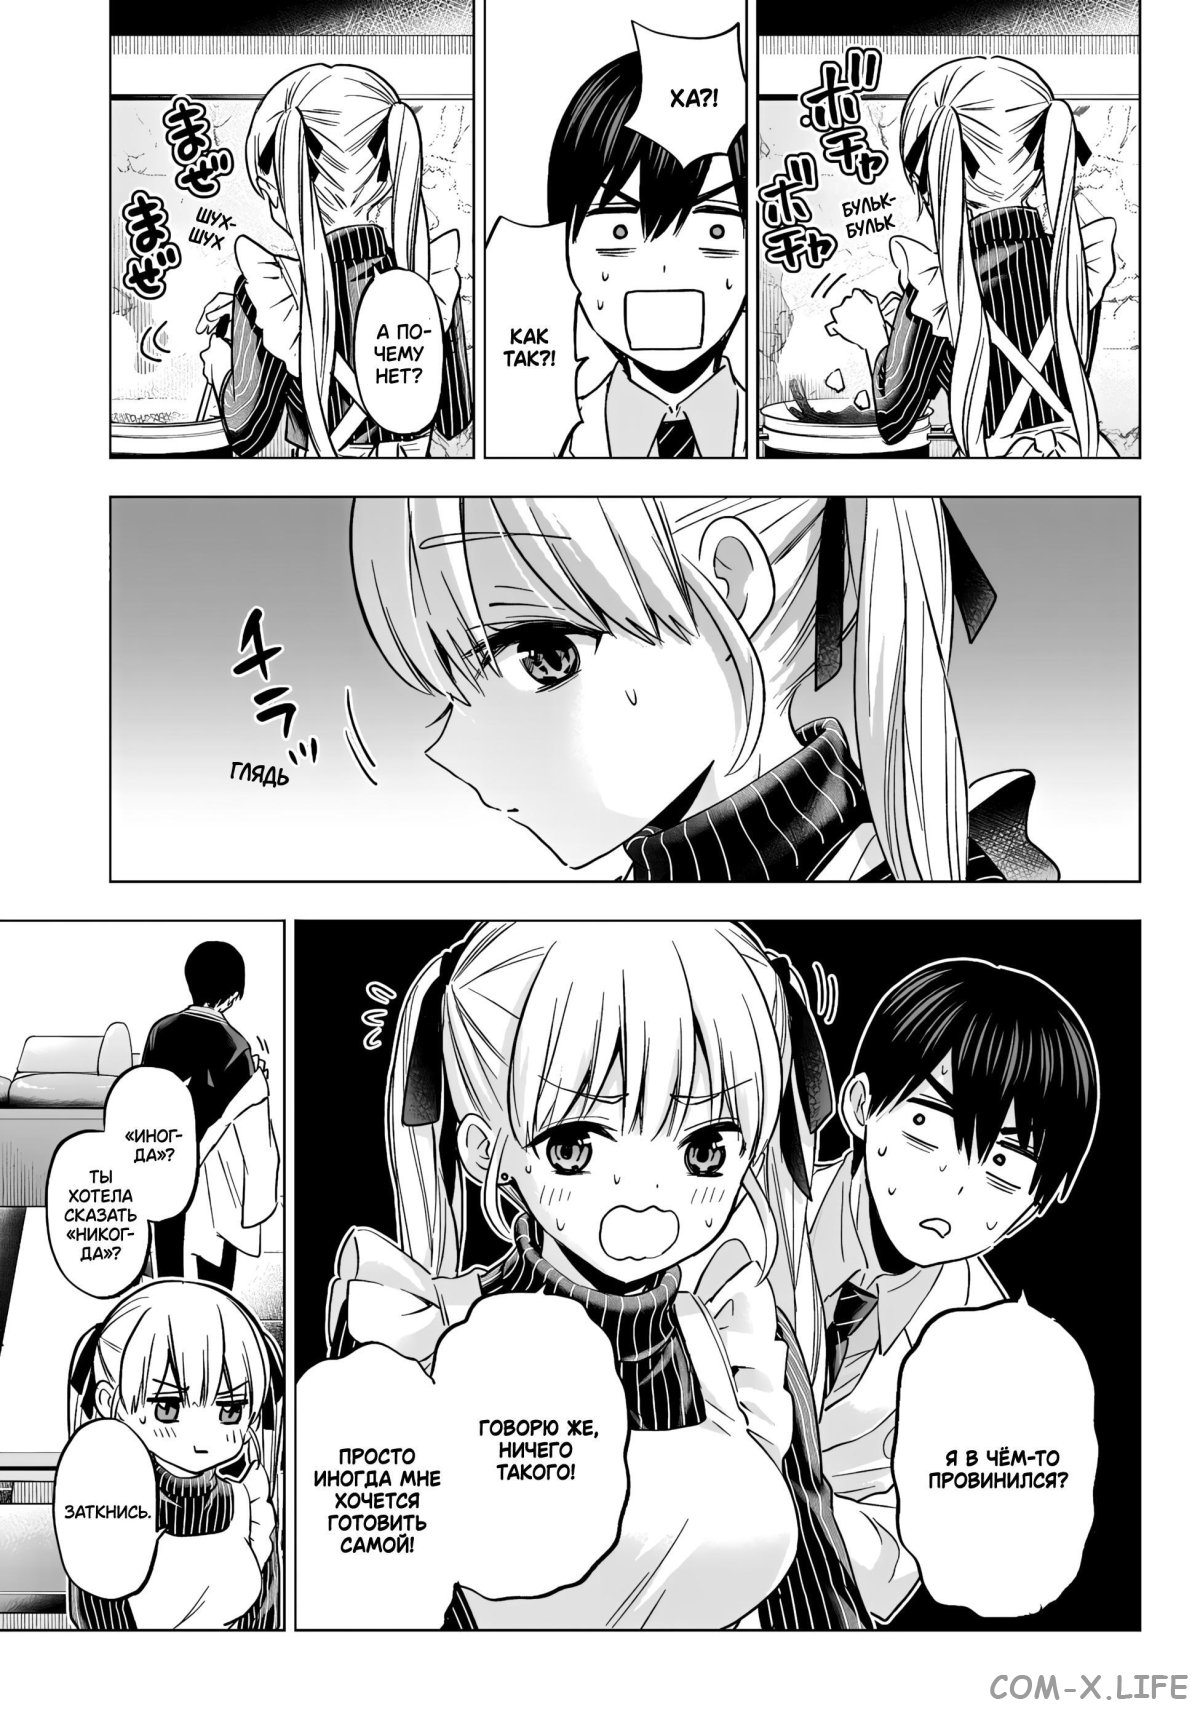 ボチャ
ボチャ
БУЛЬК-
БУЛЬК
ХА?!
КАК
ТАК?!
まぜ
まぜ
ШУХ-
ШУХ
А ПО-
ЧЕМУ
НЕТ?
チラッ
ГЛЯДЬ
Я В ЧЁМ-ТО
ПРОВИНИЛСЯ?
ГОВОРЮ ЖЕ,
НИЧЕГО
ТАКОГО!
ПРОСТО
ИНОГДА МНЕ
ХОЧЕТСЯ
ГОТОВИТЬ
САМОЙ!
«ИНОГ-
ДА»?
ТЫ
ХОТЕЛА
СКАЗАТЬ
«НИКОГ-
ДА»?
ЗАТКНИСЬ.
COM-X.LIFE